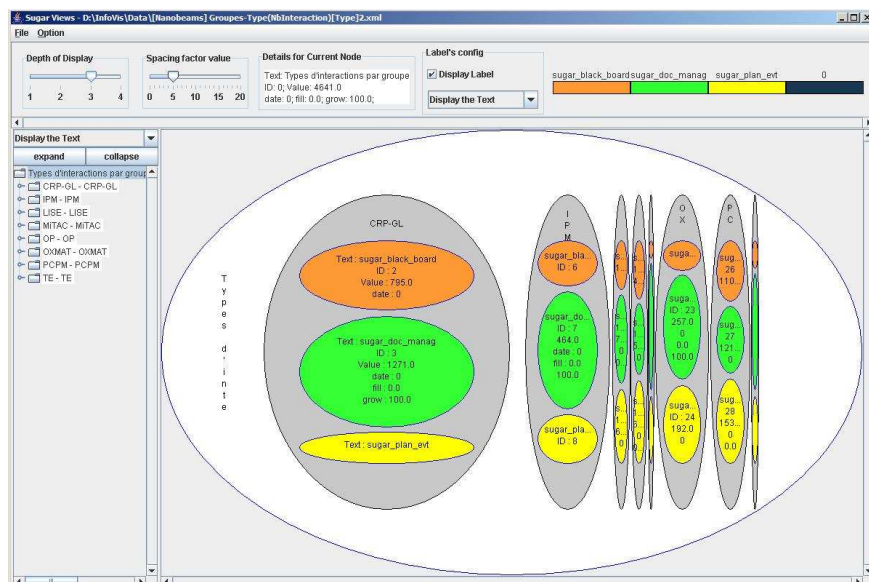 Sugar Views - D:\InfoVis\Data\[Nanobeams] Groupes-Type(NbInteraction)[Type]2.xml
File Option
Depth of Display
1 2 3 4
Spacing factor value
0 5 10 15 20
Details for Current Node
Text: Types d'interactions par groupe
ID: 0; Value: 4641.0
date: 0; fill: 0.0; grow: 100.0;
Label's config
Display Label
Display the Text
sugar_black_board sugar_doc_manag sugar_plan_evt 0
Display the Text
expand collapse
Types d'interactions par group
CRP-GL - CRP-GL
IPM - IPM
LISE - LISE
MiTAC - MiTAC
OP - OP
OXMAT - OXMAT
PCPM - PCPM
TE - TE
T
y
p
e
s
d
'
i
n
t
e
CRP-GL
Text : sugar_black_board
ID : 2
Value : 795.0
date : 0
Text : sugar_doc_manag
ID : 3
Value : 1271.0
date : 0
fill : 0.0
grow : 100.0
Text : sugar_plan_evt
I
P
M
sugar_bla...
ID : 6
sugar_do...
ID : 7
464.0
date : 0
fill : 0.0
100.0
sugar_pla...
ID : 8
O
X
suga...
suga...
ID : 23
257.0
0
0.0
100.0
suga...
ID : 24
192.0
0
P
C
sug...
26
110...
sug...
27
121...
0
sug...
28
153...
0
0.0